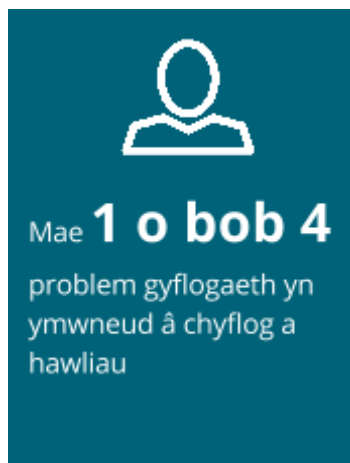 Mae 1 o bob 4
problem gyflogaeth yn
ymwneud â chyflog a
hawliau